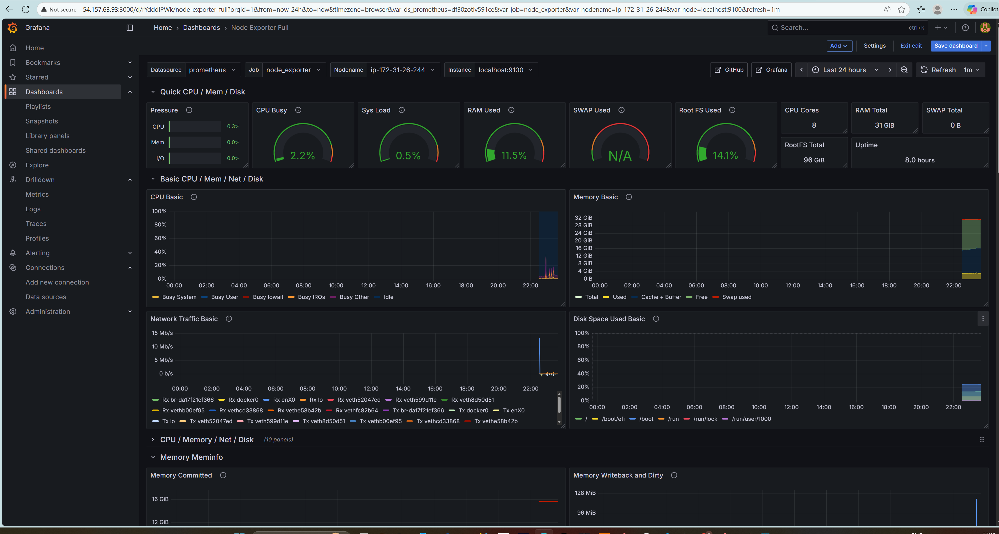 Not secure 54.157.63.93:3000/d/rYdddlPWk/node-exporter-full?orgId=1&from=now-24h&to=now&timezone=browser&var-ds_prometheus=df30zotlv591ce&var-job=node_exporter&var-nodename=ip-172-31-26-244&var-node=localhost:9100&refresh=1m Copilot
Grafana Home › Dashboards › Node Exporter Full Search... ctrl+k
Add Settings Exit edit Save dashboard
Home
Bookmarks
Starred
Dashboards
Playlists
Snapshots
Library panels
Shared dashboards
Explore
Drilldown
Metrics
Logs
Traces
Profiles
Alerting
Connections
Add new connection
Data sources
Administration
Datasource prometheus Job node_exporter Nodename ip-172-31-26-244 Instance localhost:9100 GitHub Grafana Last 24 hours Refresh 1m
Quick CPU / Mem / Disk
Pressure
CPU 0.3%
Mem 0.0%
I/O 0.0%
CPU Busy
2.2%
Sys Load
0.5%
RAM Used
11.5%
SWAP Used
N/A
Root FS Used
14.1%
CPU Cores
8
RAM Total
31 GiB
SWAP Total
0 B
RootFS Total
96 GiB
Uptime
8.0 hours
Basic CPU / Mem / Net / Disk
CPU Basic
100%
80%
60%
40%
20%
0%
00:00 02:00 04:00 06:00 08:00 10:00 12:00 14:00 16:00 18:00 20:00 22:00
Busy System Busy User Busy Iowait Busy IRQs Busy Other Idle
Memory Basic
32 GiB
28 GiB
24 GiB
20 GiB
16 GiB
12 GiB
8 GiB
4 GiB
0 B
00:00 02:00 04:00 06:00 08:00 10:00 12:00 14:00 16:00 18:00 20:00 22:00
Total Used Cache + Buffer Free Swap used
Network Traffic Basic
15 Mb/s
10 Mb/s
5 Mb/s
0 b/s
00:00 02:00 04:00 06:00 08:00 10:00 12:00 14:00 16:00 18:00 20:00 22:00
Rx br-da17f21ef366 Rx docker0 Rx enX0 Rx lo Rx veth52047ed Rx veth599d11e Rx veth8d50d51
Rx vethb00ef95 Rx vethcd33868 Rx vethe58b42b Rx vethfc82b64 Tx br-da17f21ef366 Tx docker0 Tx enX0
Tx lo Tx veth52047ed Tx veth599d11e Tx veth8d50d51 Tx vethb00ef95 Tx vethcd33868 Tx vethe58b42b
Disk Space Used Basic
100%
80%
60%
40%
20%
0%
00:00 02:00 04:00 06:00 08:00 10:00 12:00 14:00 16:00 18:00 20:00 22:00
/ /boot/efi /boot /run /run/lock /run/user/1000
CPU / Memory / Net / Disk (10 panels)
Memory Meminfo
Memory Committed
16 GiB
12 GiB
Memory Writeback and Dirty
128 MiB
96 MiB